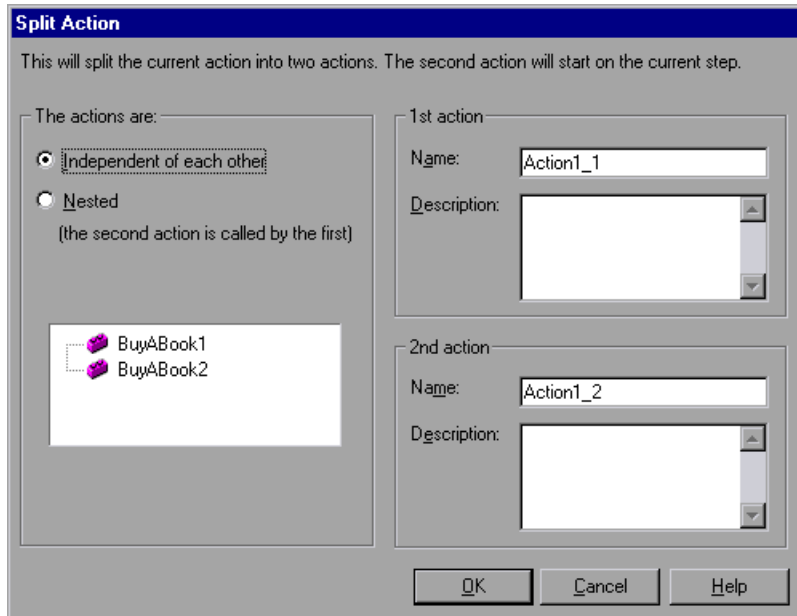 Split Action
This will split the current action into two actions. The second action will start on the current step.
The actions are:
Independent of each other
Nested
(the second action is called by the first)
BuyABook1
BuyABook2
1st action
Name: Action1_1
Description:
2nd action
Name: Action1_2
Description:
OK Cancel Help